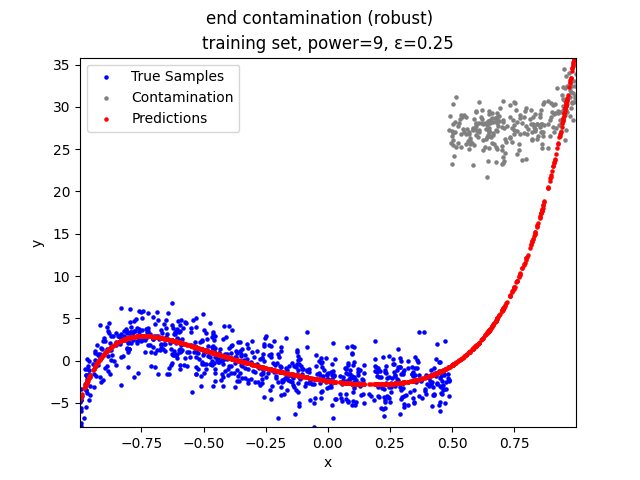 end contamination (robust)
training set, power=9, ε=0.25
True Samples
Contamination
Predictions
35
30
25
20
15
10
5
0
−5
y
−0.75 −0.50 −0.25 0.00 0.25 0.50 0.75
x